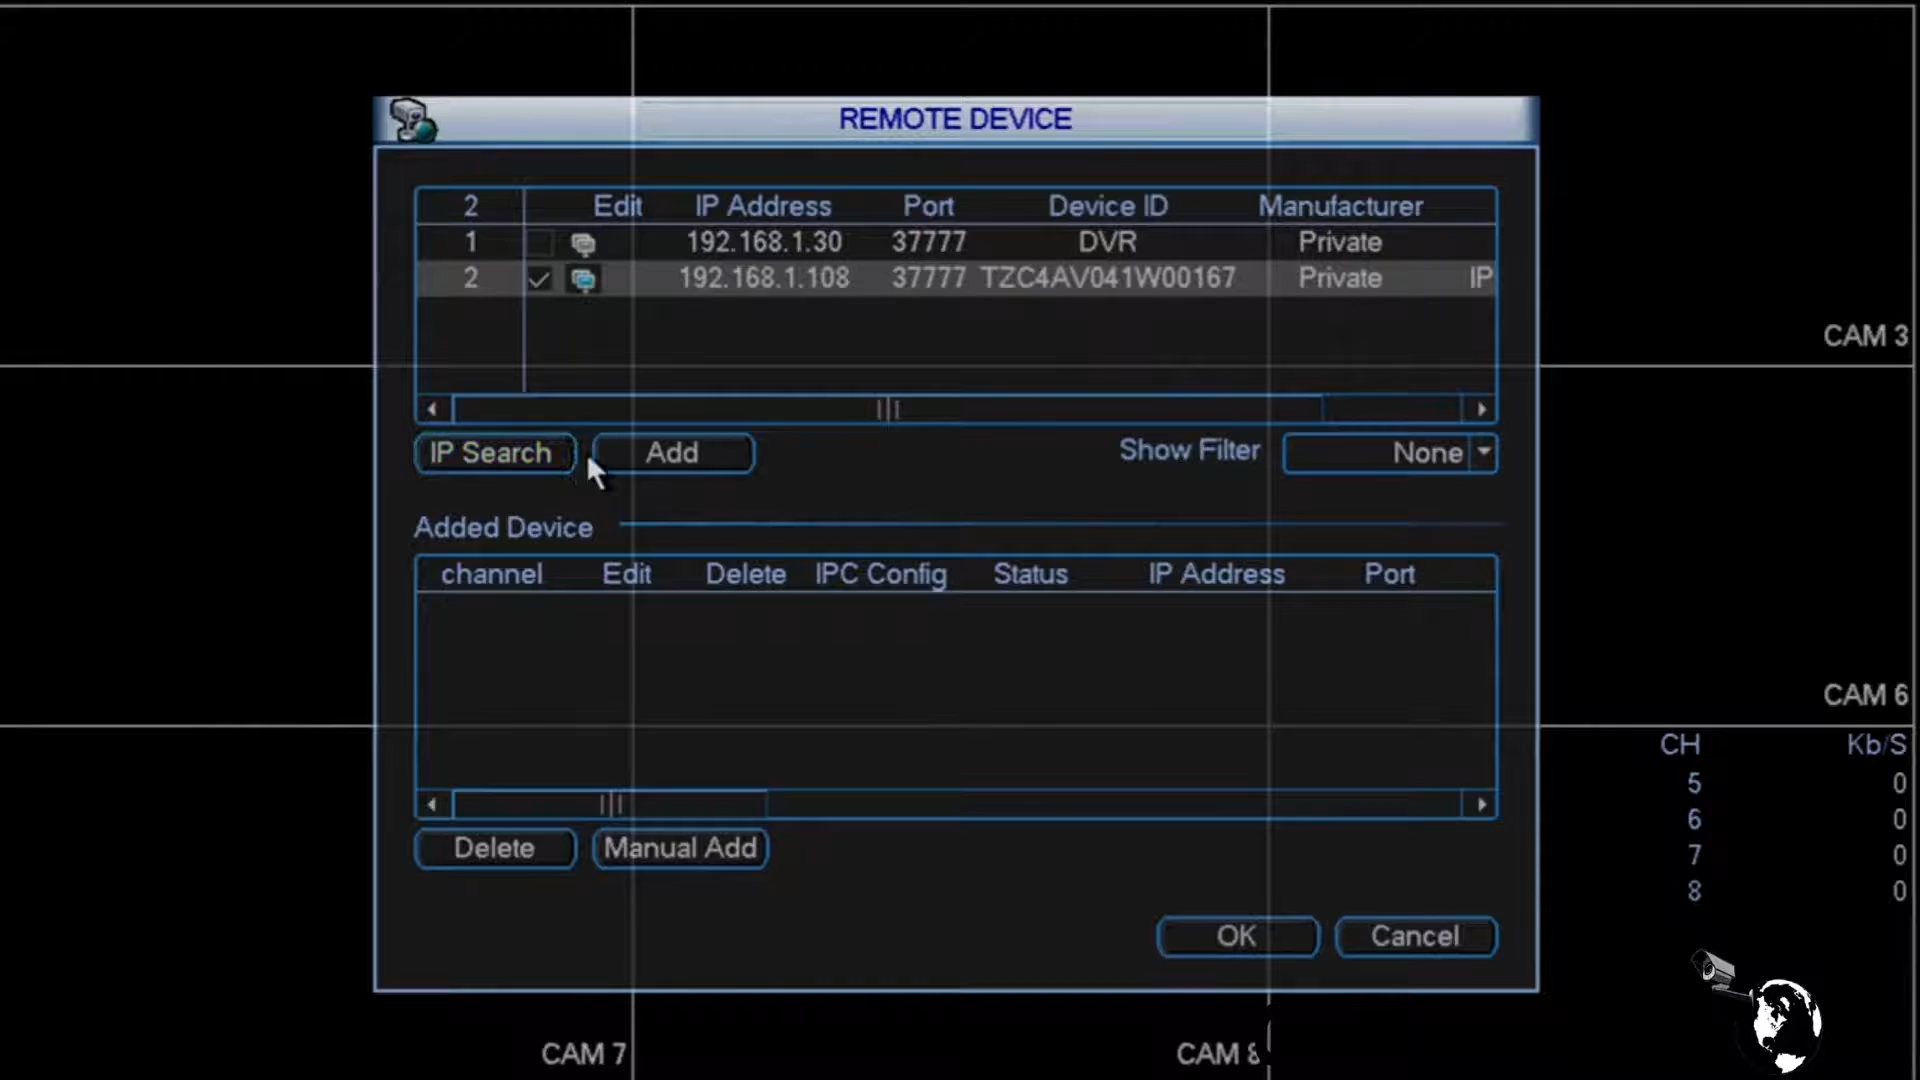 REMOTE DEVICE
2 Edit IP Address Port Device ID Manufacturer
1 192.168.1.30 37777 DVR Private
2 192.168.1.108 37777 TZC4AV041W00167 Private IP
CAM 3
IP Search Add Show Filter None
Added Device
channel Edit Delete IPC Config Status IP Address Port
CAM 6
CH Kb/S
5 0
6 0
7 0
8 0
Delete Manual Add
OK Cancel
CAM 7 CAM 8